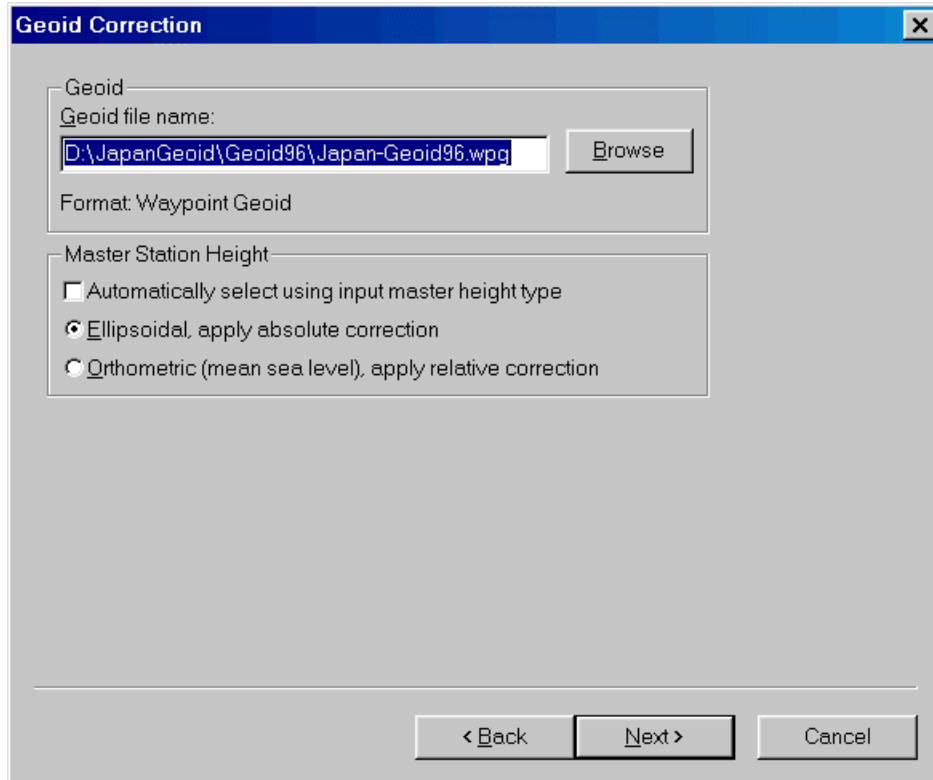 Geoid Correction
Geoid
Geoid file name:
D:\JapanGeoid\Geoid96\Japan-Geoid96.wpg
Browse
Format: Waypoint Geoid
Master Station Height
Automatically select using input master height type
Ellipsoidal, apply absolute correction
Orthometric (mean sea level), apply relative correction
< Back
Next >
Cancel